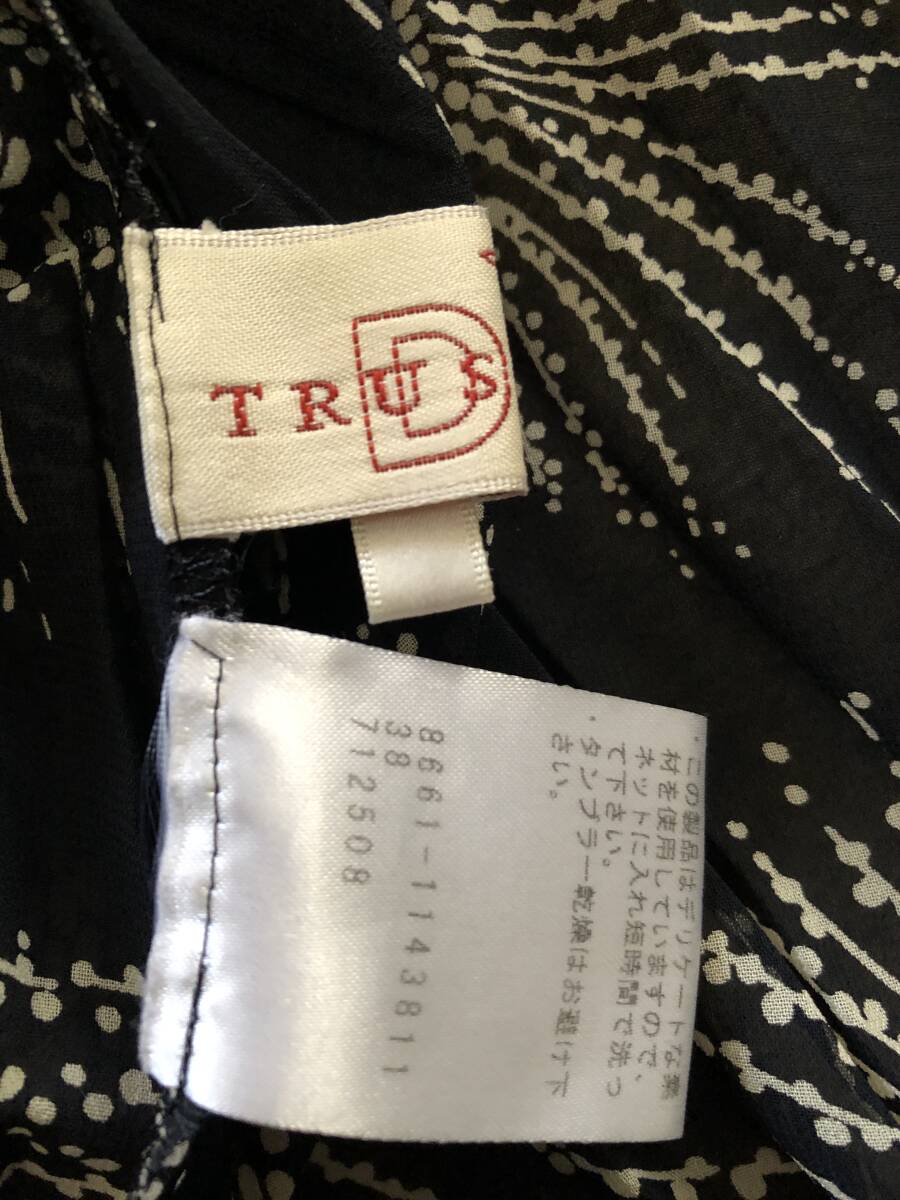 TRUS
D
この製品はデリケートな素
材を使用していますので、
ネットに入れ短時間で洗っ
て下さい。
タンブラー乾燥はお避け下
さい。
861-1143811
38
712508